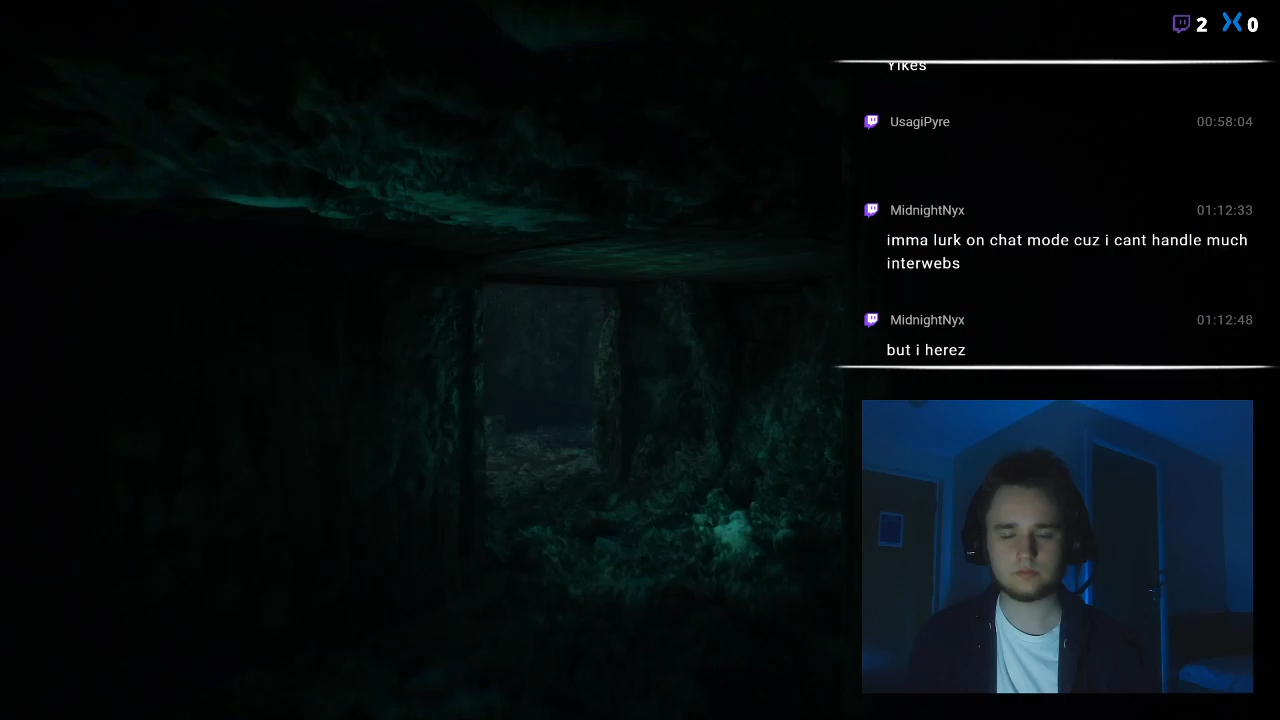 2 0
Yikes
UsagiPyre 00:58:04
MidnightNyx 01:12:33
imma lurk on chat mode cuz i cant handle much
interwebs
MidnightNyx 01:12:48
but i herez